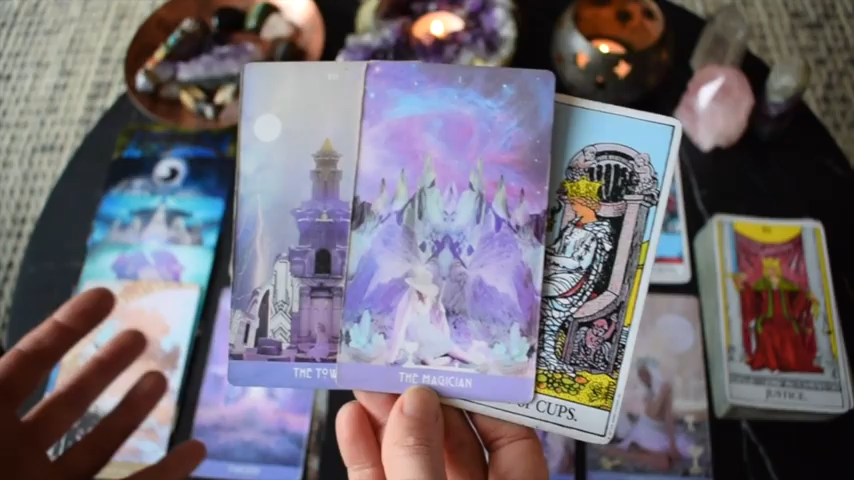 THE TOW
THE MAGICIAN
OF CUPS.
JUSTICE.